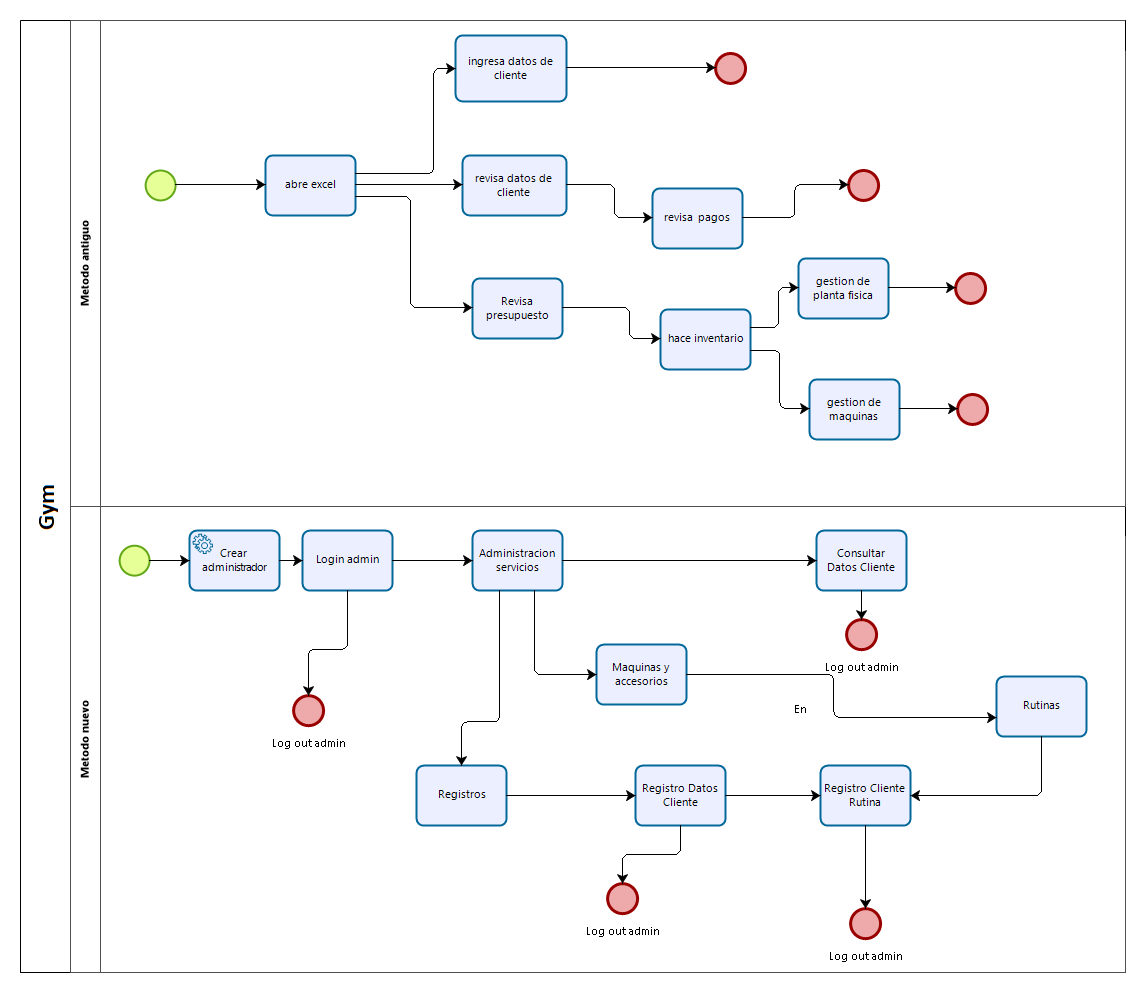 Gym
Metodo antiguo
ingresa datos de
cliente
abre excel
revisa datos de
cliente
revisa pagos
Revisa
presupuesto
hace inventario
gestion de
planta fisica
gestion de
maquinas
Metodo nuevo
Crear
administrador
Login admin
Administracion
servicios
Consultar
Datos Cliente
Log out admin
Maquinas y
accesorios
En
Rutinas
Log out admin
Registros
Registro Datos
Cliente
Registro Cliente
Rutina
Log out admin
Log out admin